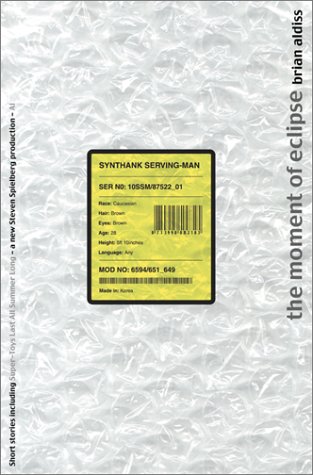 Short stories including Super-Toys Last All Summer Long – a new Steven Spielberg production – AI
SYNTHANK SERVING-MAN
SER N0: 10SSM/87522_01
Race: Caucasian
Hair: Brown
Eyes: Brown
Age: 28
Height: 5ft 10inches
Language: Any
MOD NO: 6594/651_649
Made in: Korea
the moment of eclipse brian aldiss